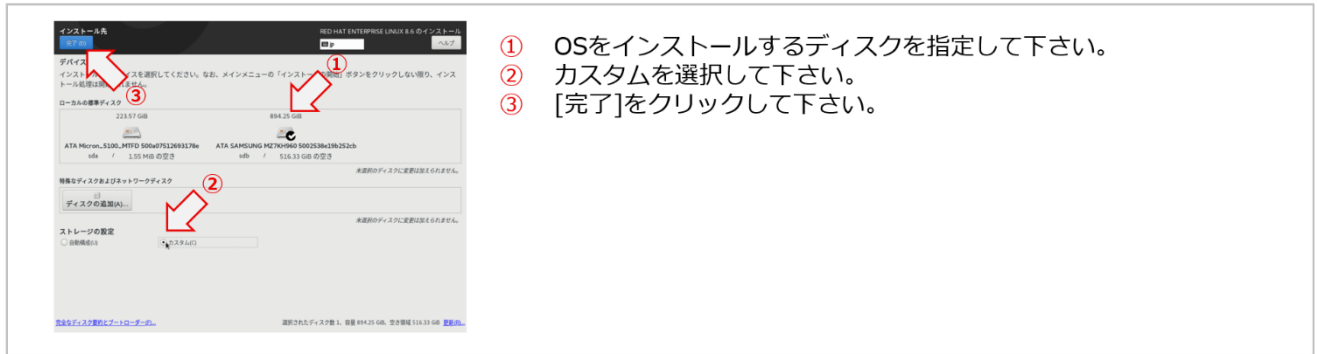 インストール先
RED HAT ENTERPRISE LINUX 8.6 のインストール
完了(D)
jp
ヘルプ
デバイス
①
インスト イスを選択してください。なお、メインメニューの「インストー の開始」ボタンをクリックしない限り、インス
トール処理は開 れません。
③
ローカルの標準ディスク
223.57 GiB
894.25 GiB
ATA Micron_5100_MTFD 500a07512693178e
ATA SAMSUNG MZ7KH960 5002538e19b252cb
sda / 1.55 MiB の空き
sdb / 516.33 GiB の空き
未選択のディスクに変更は加えられません。
特殊なディスクおよびネットワークディスク
②
ディスクの追加(A)...
未選択のディスクに変更は加えられません。
ストレージの設定
自動構成(U)
カスタム(C)
完全なディスク要約とブートローダー(F)...
選択されたディスク数 1、容量 894.25 GiB、空き領域 516.33 GiB 更新(R)...
① OSをインストールするディスクを指定して下さい。
② カスタムを選択して下さい。
③ [完了]をクリックして下さい。